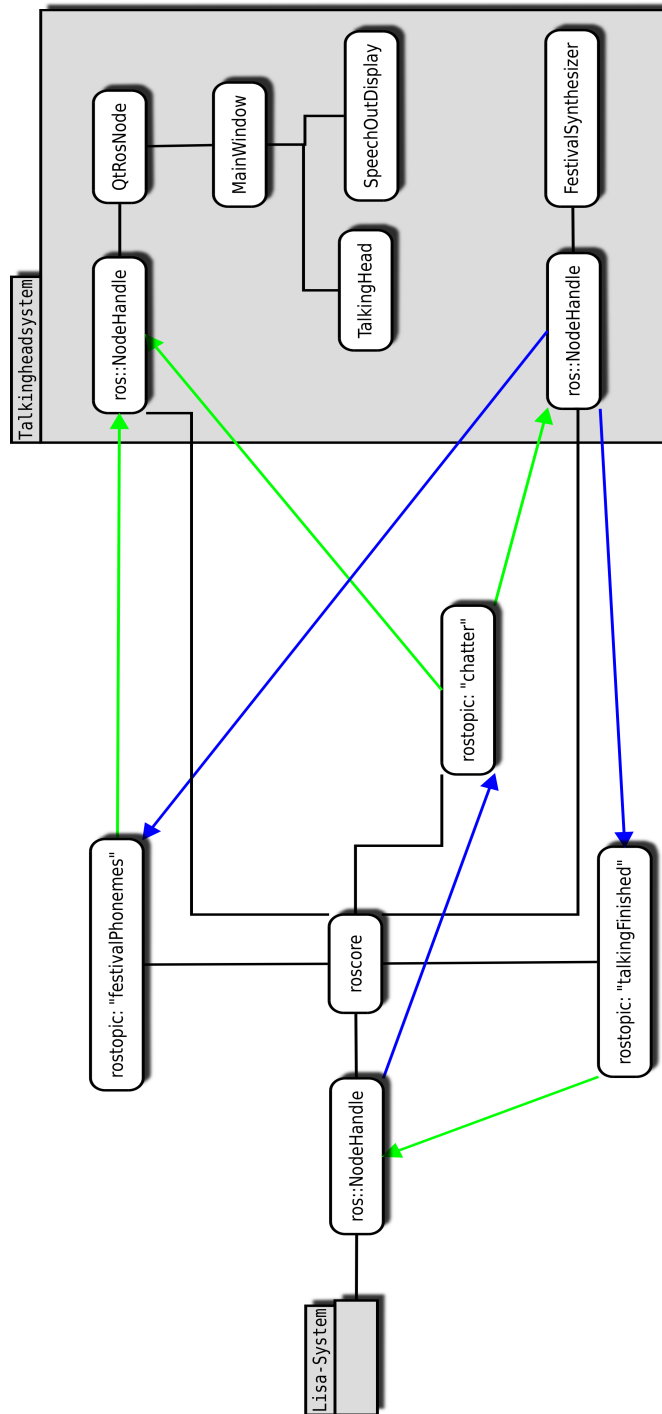 Talkingheadsystem
QtRosNode
ros::NodeHandle
MainWindow
SpeechOutDisplay
TalkingHead
FestivalSynthesizer
ros::NodeHandle
rostopic: "chatter"
rostopic: "festivalPhonemes"
roscore
rostopic: "talkingFinished"
ros::NodeHandle
Lisa-System